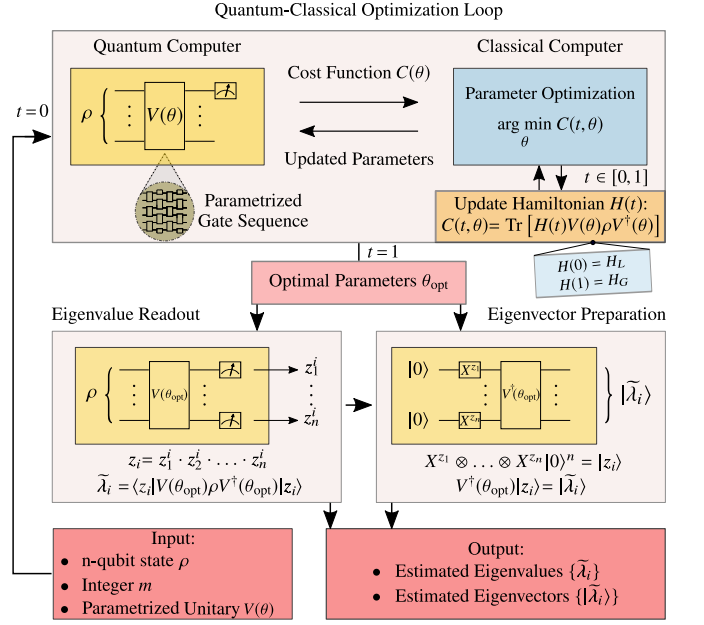 Quantum-Classical Optimization Loop
Quantum Computer
Classical Computer
t=0
ρ { V(θ)
Parametrized
Gate Sequence
Cost Function C(θ)
Updated Parameters
Parameter Optimization
arg min C(t,θ)
θ
t ∈ [0, 1]
Update Hamiltonian H(t):
C(t,θ)= Tr [H(t)V(θ)ρV†(θ)]
H(0) = H_L
H(1) = H_G
t=1
Optimal Parameters θ_opt
Eigenvalue Readout
ρ { V(θ_opt)
z_1^i
⋮
z_n^i
z_i= z_1^i · z_2^i · … · z_n^i
λ̃_i = ⟨z_i|V(θ_opt)ρV†(θ_opt)|z_i⟩
Eigenvector Preparation
|0⟩ X^{z_1}
V†(θ_opt) } |λ̃_i⟩
|0⟩ X^{z_n}
X^{z_1} ⊗ … ⊗ X^{z_n}|0⟩^n = |z_i⟩
V†(θ_opt)|z_i⟩= |λ̃_i⟩
Input:
• n-qubit state ρ
• Integer m
• Parametrized Unitary V(θ)
Output:
• Estimated Eigenvalues {λ̃_i}
• Estimated Eigenvectors {|λ̃_i⟩}